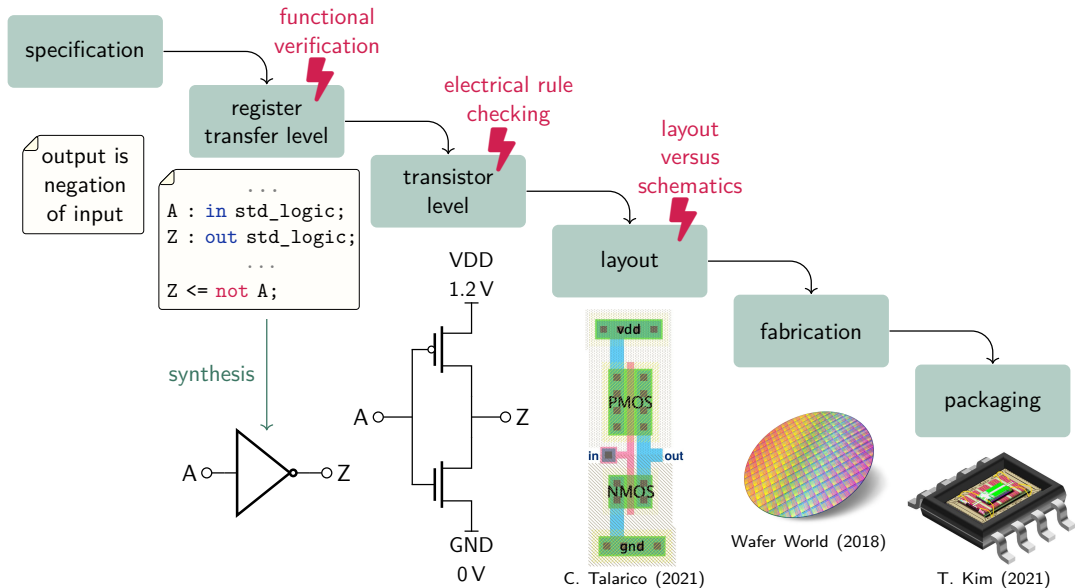 specification
functional
verification
register
transfer level
electrical rule
checking
transistor
level
layout
versus
schematics
layout
fabrication
packaging
output is
negation
of input
...
A : in std_logic;
Z : out std_logic;
...
Z <= not A;
synthesis
A
Z
VDD
1.2 V
A
Z
GND
0 V
vdd
PMOS
in
out
NMOS
gnd
C. Talarico (2021)
Wafer World (2018)
T. Kim (2021)